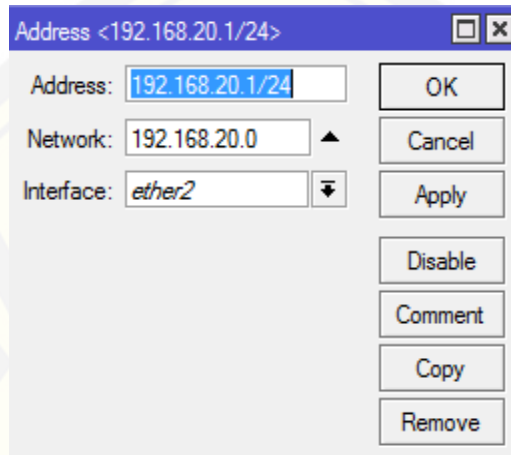 Address <192.168.20.1/24>
Address: 192.168.20.1/24 OK
Network: 192.168.20.0 Cancel
Interface: ether2 Apply
Disable
Comment
Copy
Remove